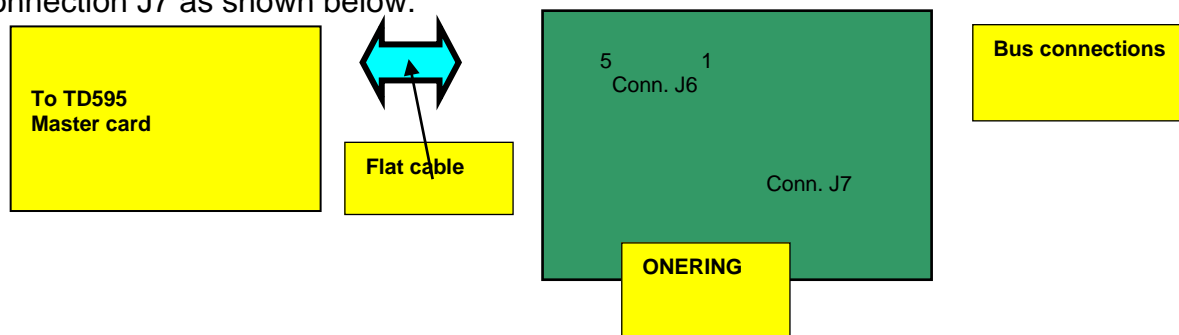 onnection J7 as shown below.
To TD595
Master card
Flat cable
5 1
Conn. J6
Conn. J7
ONERING
Bus connections